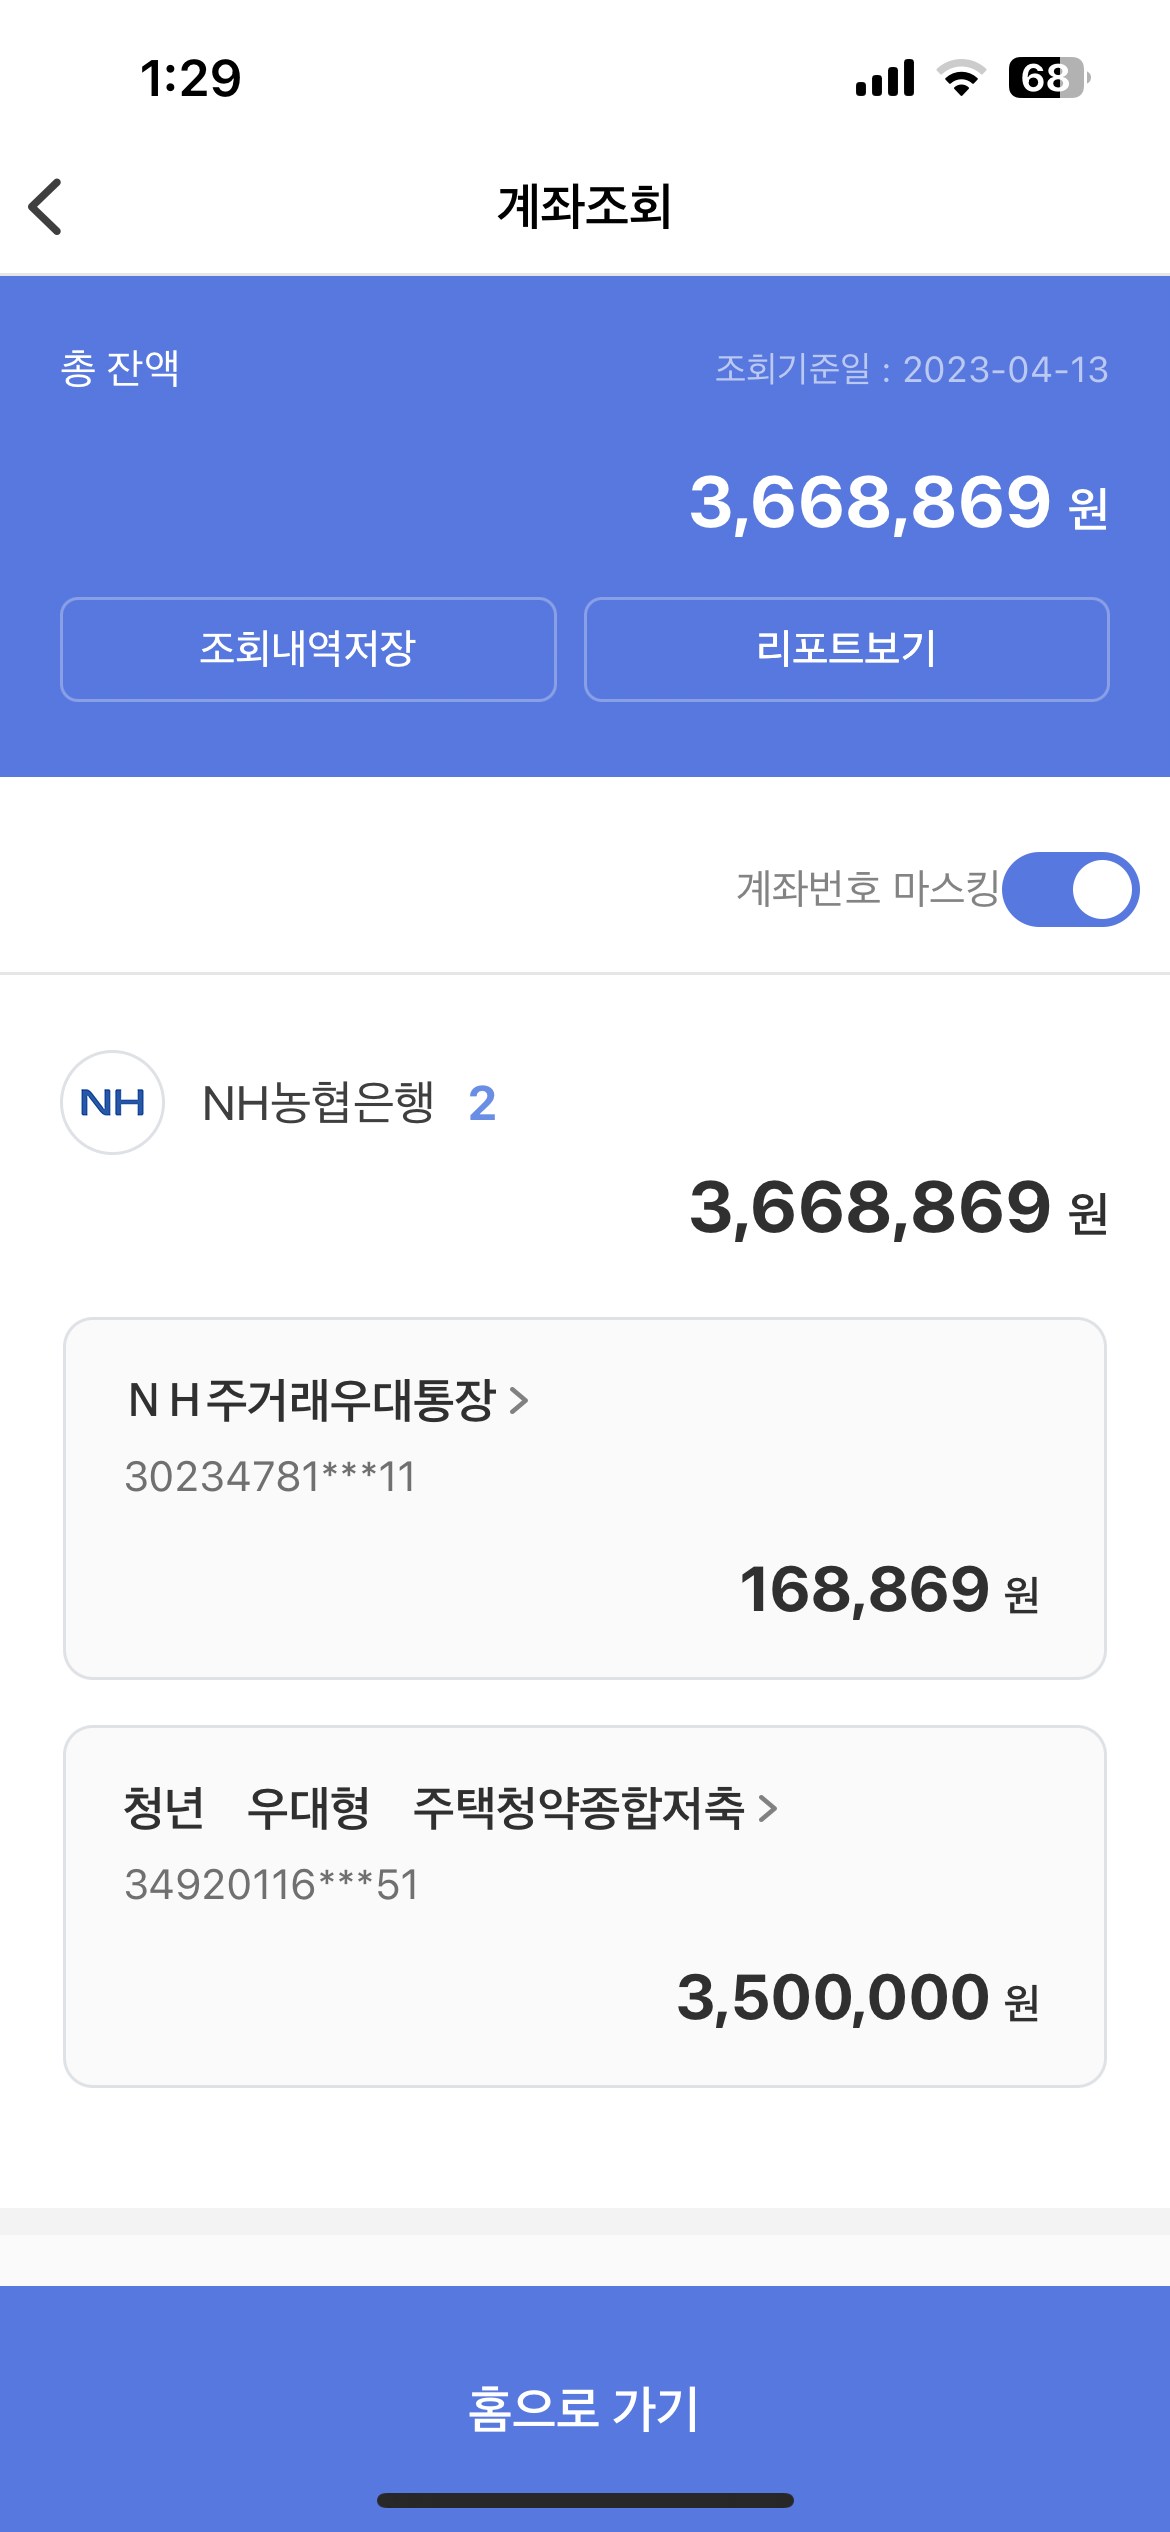 1:29
68
계좌조회
총 잔액
조회기준일 : 2023-04-13
3,668,869 원
조회내역저장
리포트보기
계좌번호 마스킹
NH
NH농협은행 2
3,668,869 원
ＮＨ주거래우대통장
30234781***11
168,869 원
청년　우대형　주택청약종합저축
34920116***51
3,500,000 원
홈으로 가기